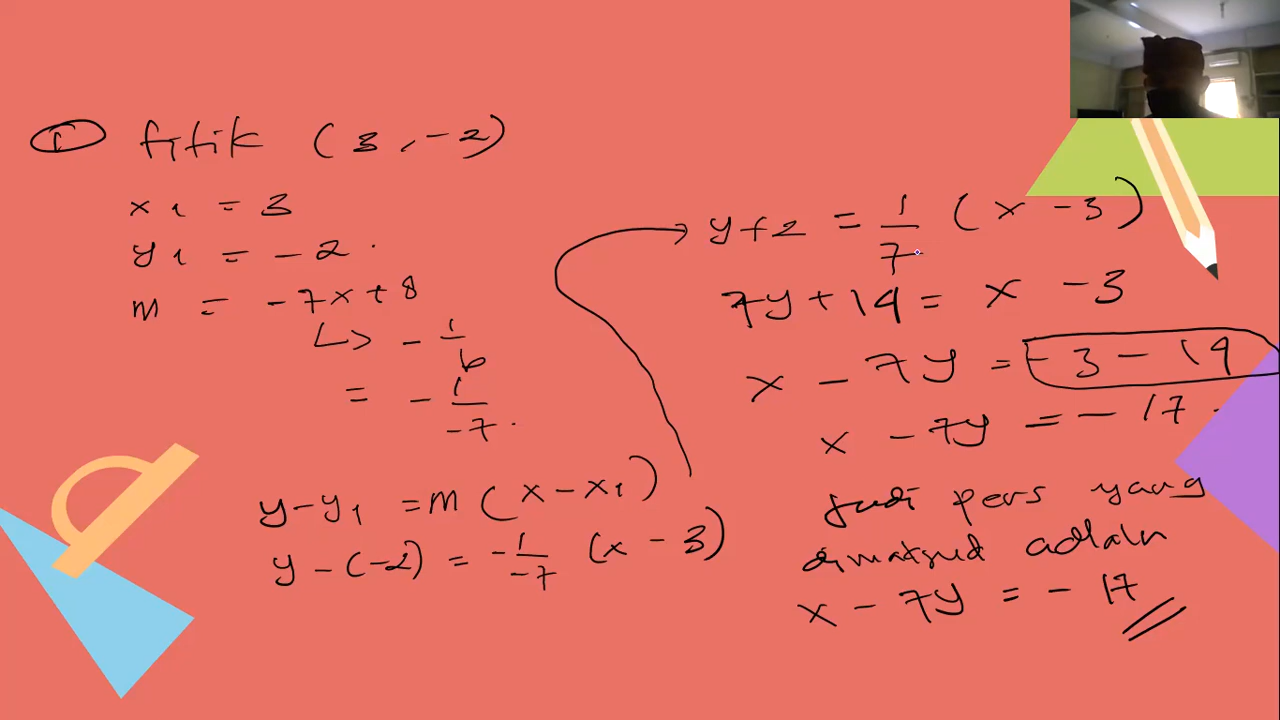 ① titik (3, -2)
x1 = 3
y1 = -2
m = -7x + 8
↳ - 1/b
= - 1/-7
y - y1 = m (x - x1)
y - (-2) = - 1/-7 (x - 3)
y + 2 = 1/7 (x - 3)
7y + 14 = x - 3
x - 7y = -3 - 14
x - 7y = -17
Jadi pers yang
dimaksud adlaln
x - 7y = -17